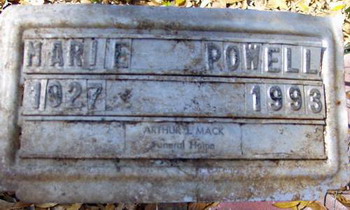 MARIE POWELL
1927 1993
ARTHUR L. MACK
Funeral Home